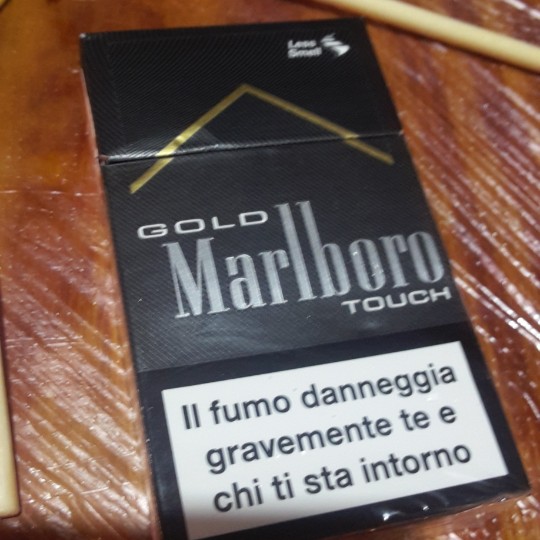 Less
Smell
GOLD
Marlboro
TOUCH
Il fumo danneggia
gravemente te e
chi ti sta intorno